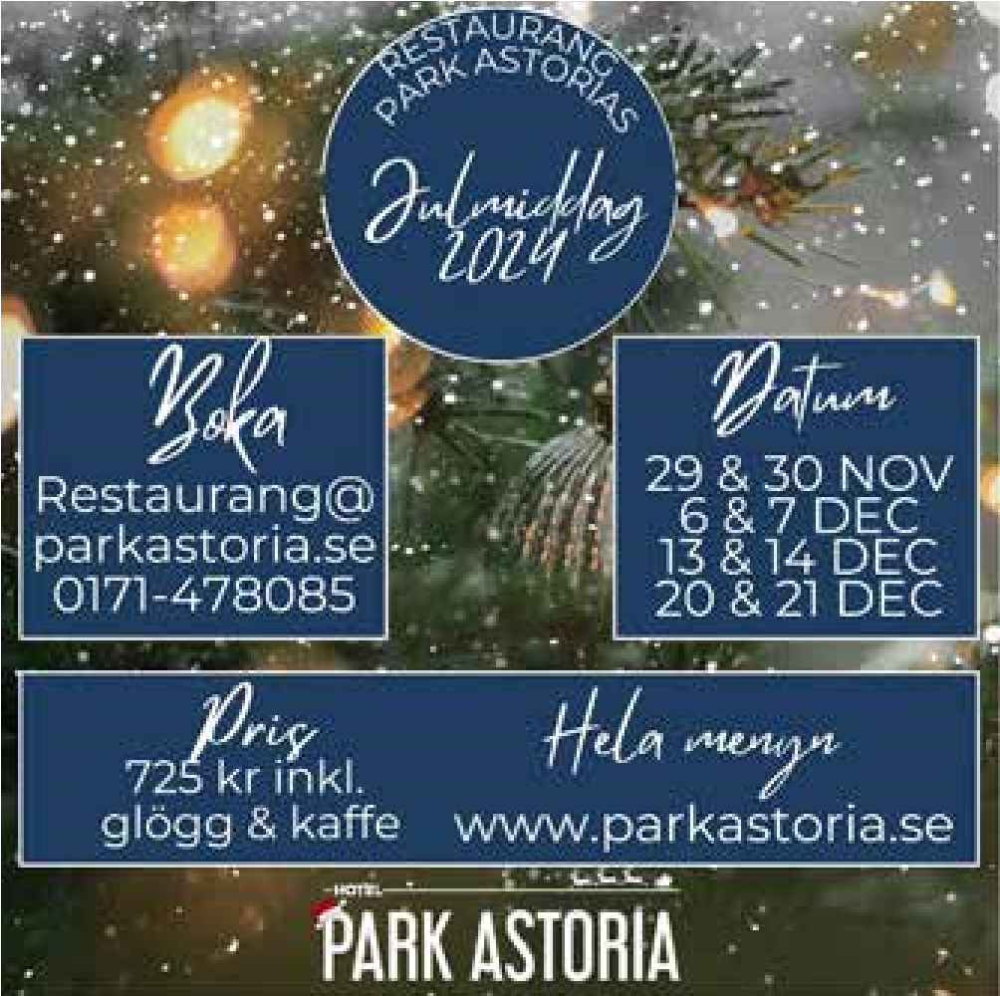 RESTAURANG
PARK ASTORIAS
Julmiddag
2024
Boka
Restaurang@
parkastoria.se
0171-478085
Datum
29 & 30 NOV
6 & 7 DEC
13 & 14 DEC
20 & 21 DEC
Pris
725 kr inkl.
glögg & kaffe
Hela menyn
www.parkastoria.se
HOTEL
PARK ASTORIA